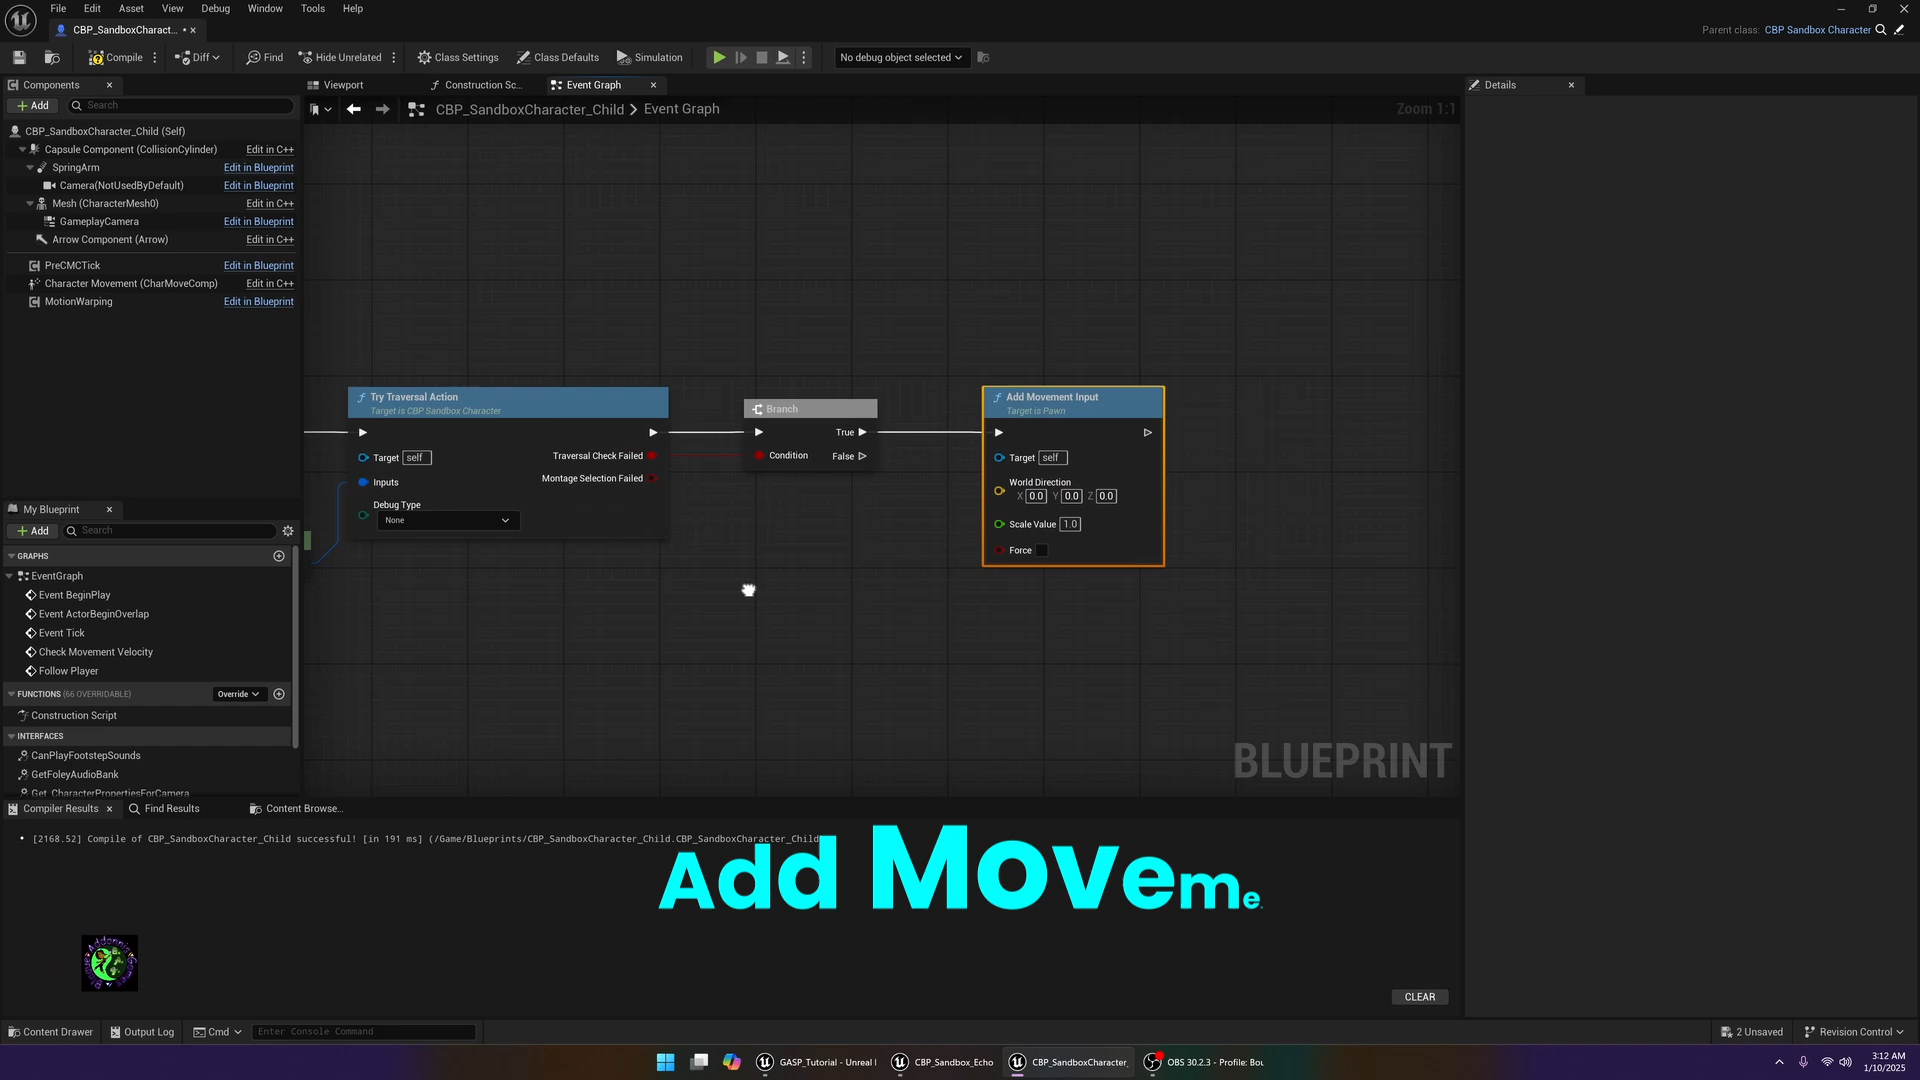 File Edit Asset View Debug Window Tools Help
CBP_SandboxCharact...
Parent class: CBP Sandbox Character
Compile Diff Find Hide Unrelated Class Settings Class Defaults Simulation No debug object selected
Components
Add Search
CBP_SandboxCharacter_Child (Self)
Capsule Component (CollisionCylinder) Edit in C++
SpringArm Edit in Blueprint
Camera(NotUsedByDefault) Edit in Blueprint
Mesh (CharacterMesh0) Edit in C++
GameplayCamera Edit in Blueprint
Arrow Component (Arrow) Edit in C++
PreCMCTick Edit in Blueprint
Character Movement (CharMoveComp) Edit in C++
MotionWarping Edit in Blueprint
My Blueprint
Add Search
GRAPHS
EventGraph
Event BeginPlay
Event ActorBeginOverlap
Event Tick
Check Movement Velocity
Follow Player
FUNCTIONS (66 OVERRIDABLE) Override
Construction Script
INTERFACES
CanPlayFootstepSounds
GetFoleyAudioBank
Get_CharacterPropertiesForCamera
Viewport Construction Sc... Event Graph
CBP_SandboxCharacter_Child > Event Graph
Zoom 1:1
Try Traversal Action
Target is CBP Sandbox Character
Target self
Inputs
Debug Type
None
Traversal Check Failed
Montage Selection Failed
Branch
True
Condition False
Add Movement Input
Target is Pawn
Target self
World Direction
X 0.0 Y 0.0 Z 0.0
Scale Value 1.0
Force
BLUEPRINT
Details
Compiler Results Find Results Content Browse...
[2168.52] Compile of CBP_SandboxCharacter_Child successful! [in 191 ms] (/Game/Blueprints/CBP_SandboxCharacter_Child.CBP_SandboxCharacter_Child
Add Moveme
CLEAR
Content Drawer Output Log Cmd Enter Console Command
2 Unsaved Revision Control
GASP_Tutorial - Unreal CBP_Sandbox_Echo CBP_SandboxCharacter_ OBS 30.2.3 - Profile: Bou
3:12 AM
1/10/2025